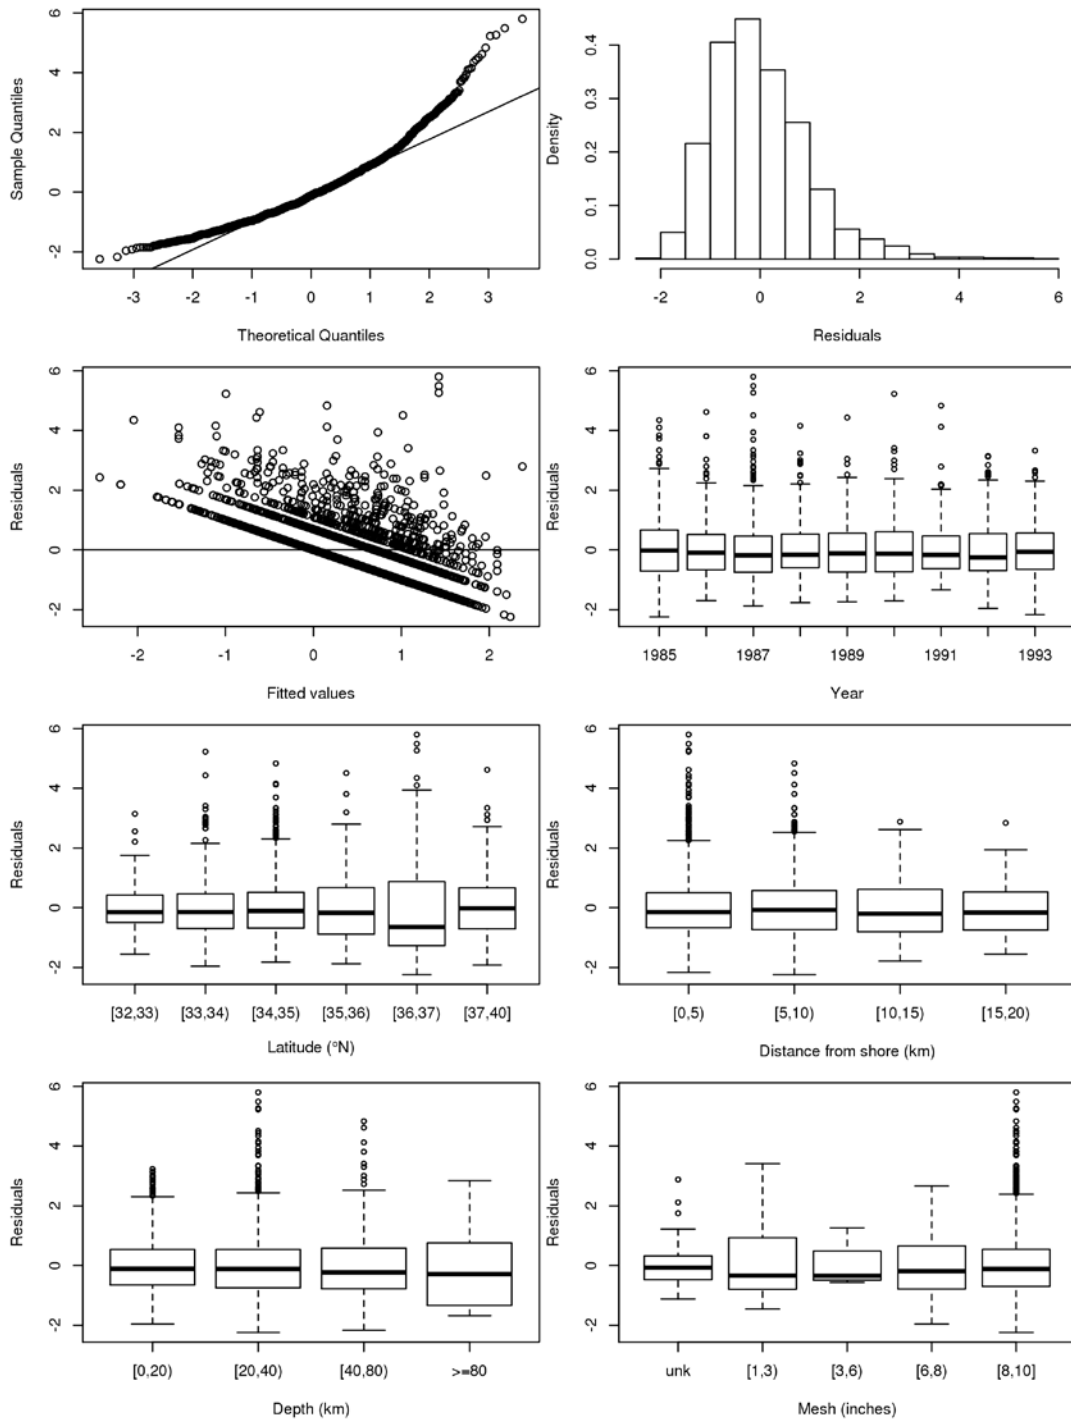 6
4
2
0
-2
Sample Quantiles
-3 -2 -1 0 1 2 3
Theoretical Quantiles
0.4
0.3
0.2
0.1
0.0
Density
-2 0 2 4 6
Residuals
6
4
2
0
-2
Residuals
-2 -1 0 1 2
Fitted values
6
4
2
0
-2
Residuals
1985 1987 1989 1991 1993
Year
6
4
2
0
-2
Residuals
[32,33) [33,34) [34,35) [35,36) [36,37) [37,40]
Latitude (°N)
6
4
2
0
-2
Residuals
[0,5) [5,10) [10,15) [15,20)
Distance from shore (km)
6
4
2
0
-2
Residuals
[0,20) [20,40) [40,80) >=80
Depth (km)
6
4
2
0
-2
Residuals
unk [1,3) [3,6) [6,8) [8,10]
Mesh (inches)